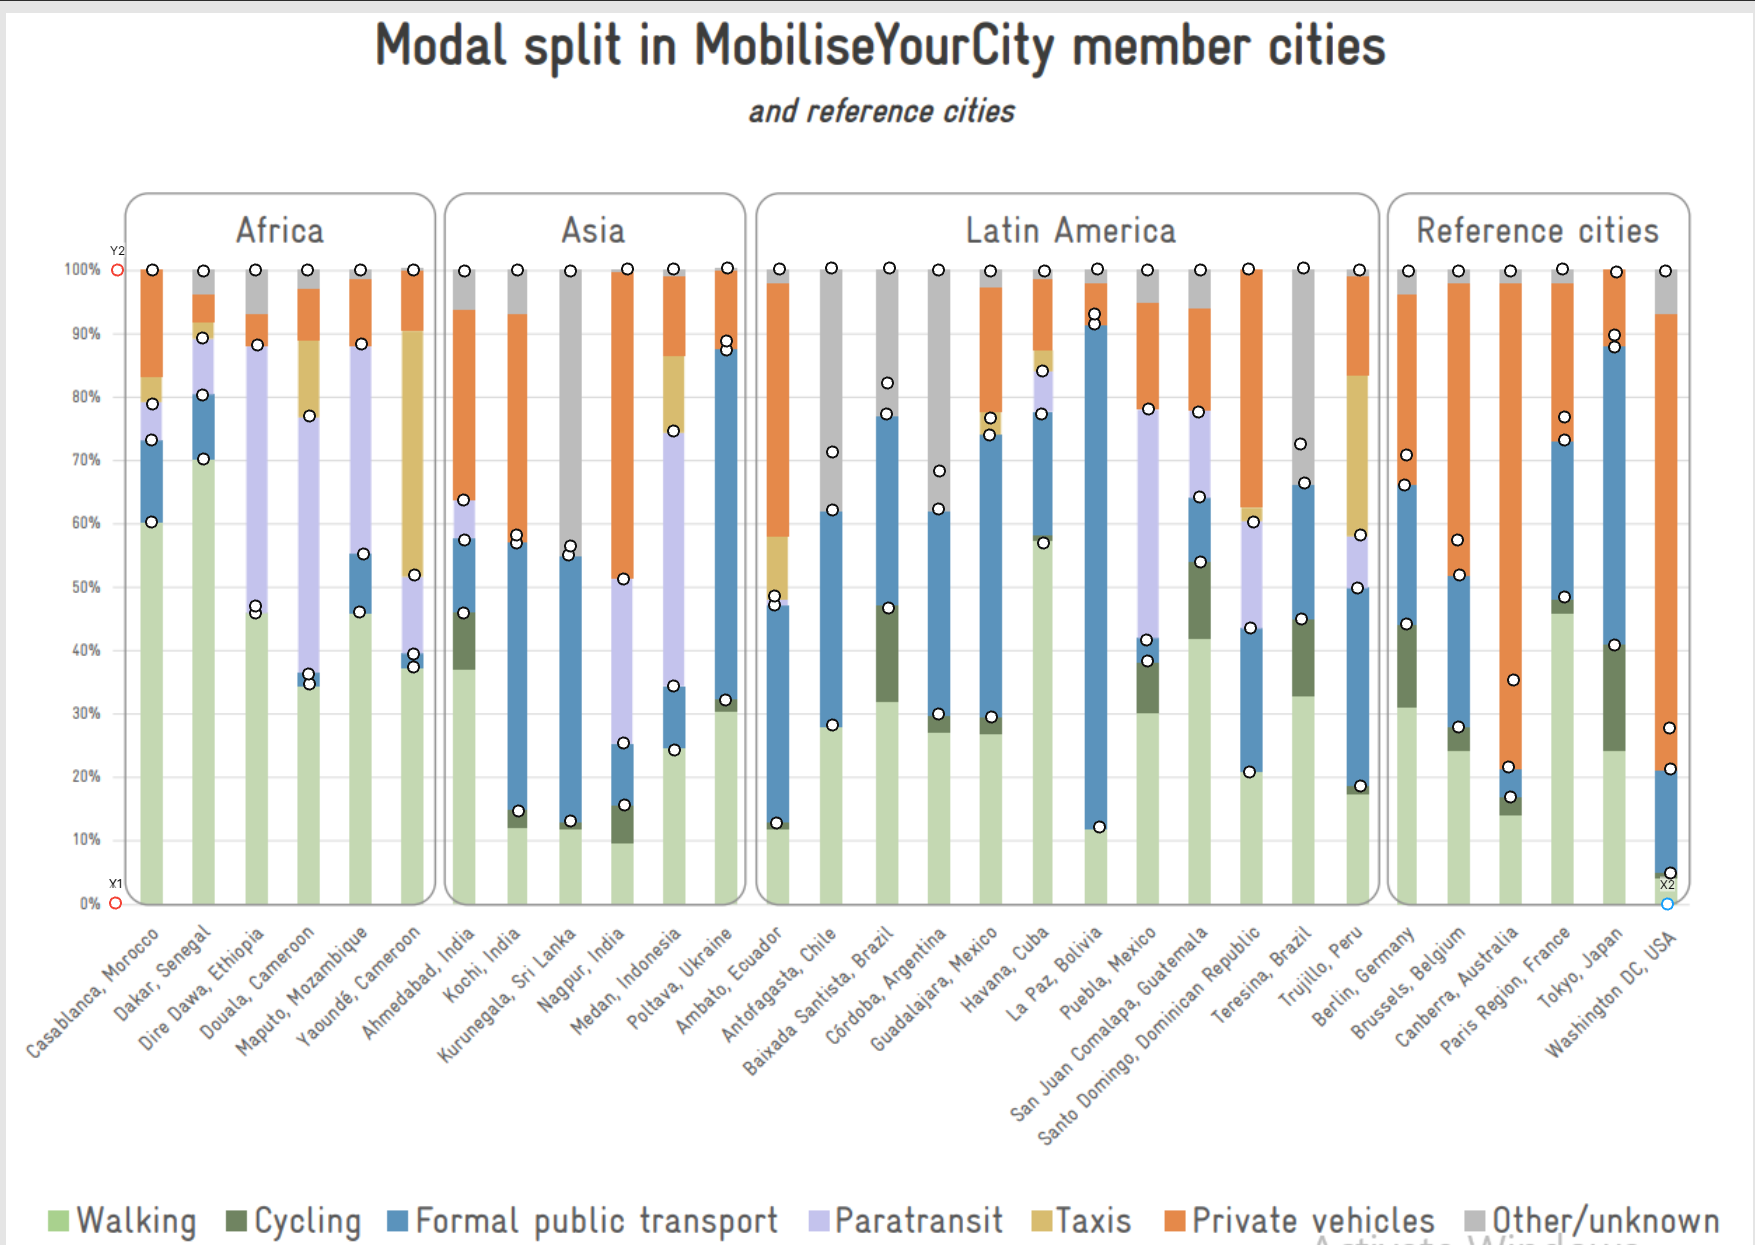 Modal split in MobiliseYourCity member cities
and reference cities
Africa
Asia
Latin America
Reference cities
Y2
100%
90%
80%
70%
60%
50%
40%
30%
20%
10%
0%
X2
Casablanca, Morocco
Dakar, Senegal
Dire Dawa, Ethiopia
Douala, Cameroon
Maputo, Mozambique
Yaoundé, Cameroon
Ahmedabad, India
Kochi, India
Kurunegala, Sri Lanka
Nagpur, India
Medan, Indonesia
Poltava, Ukraine
Ambato, Ecuador
Antofagasta, Chile
Baixada Santista, Brazil
Córdoba, Argentina
Guadalajara, Mexico
Havana, Cuba
La Paz, Bolivia
Puebla, Mexico
San Juan Comalapa, Guatemala
Santo Domingo, Dominican Republic
Teresina, Brazil
Trujillo, Peru
Berlin, Germany
Brussels, Belgium
Canberra, Australia
Paris Region, France
Tokyo, Japan
Washington DC, USA
Walking Cycling Formal public transport Paratransit Taxis Private vehicles Other/unknown
Activate Windows